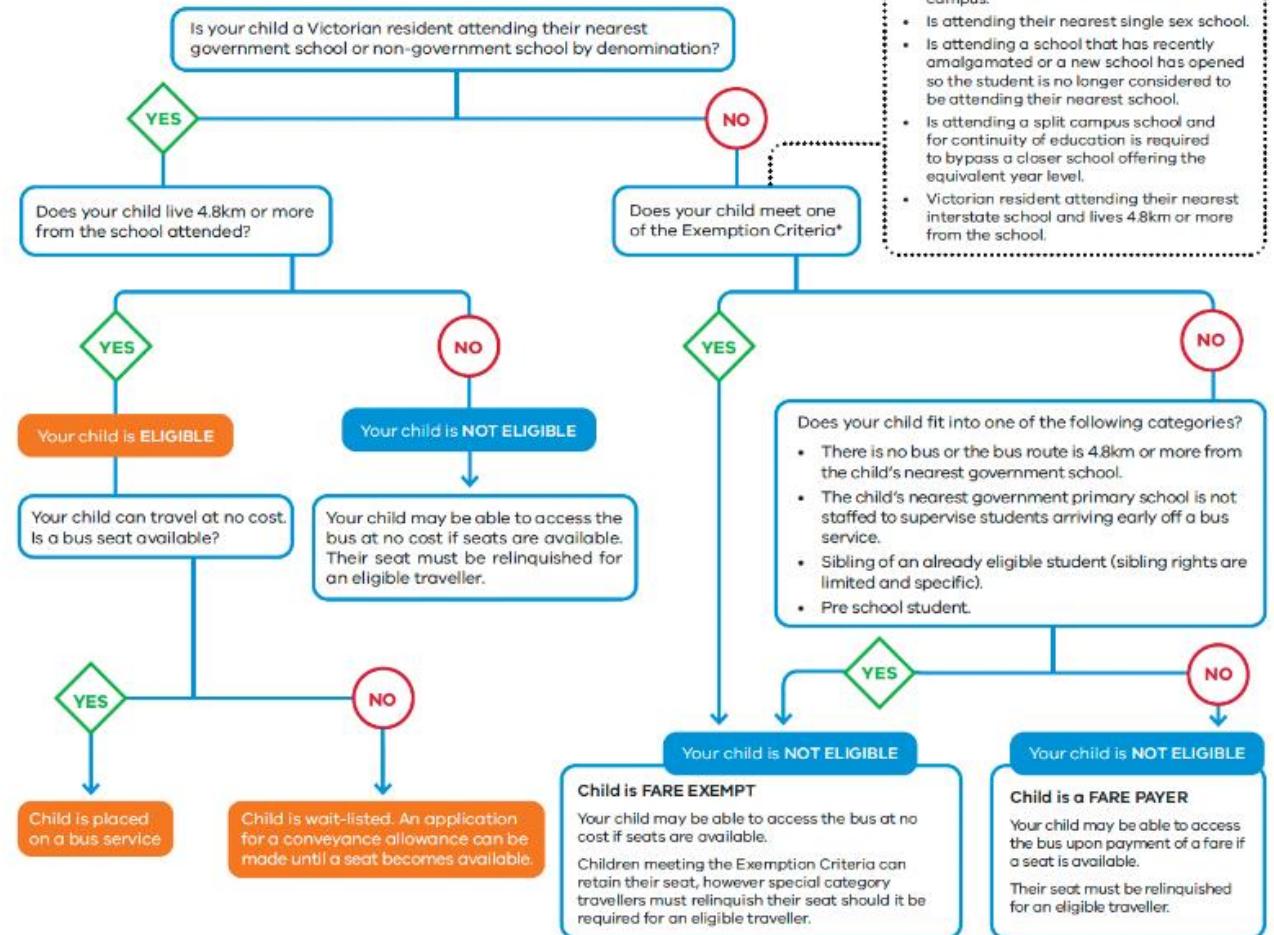 campus.
• Is attending their nearest single sex school.
• Is attending a school that has recently
amalgamated or a new school has opened
so the student is no longer considered to
be attending their nearest school.
• Is attending a split campus school and
for continuity of education is required
to bypass a closer school offering the
equivalent year level.
• Victorian resident attending their nearest
interstate school and lives 4.8km or more
from the school.
Is your child a Victorian resident attending their nearest
government school or non-government school by denomination?
YES
NO
Does your child live 4.8km or more
from the school attended?
Does your child meet one
of the Exemption Criteria*
YES
NO
YES
NO
Your child is ELIGIBLE
Your child is NOT ELIGIBLE
Your child can travel at no cost.
Is a bus seat available?
Your child may be able to access the
bus at no cost if seats are available.
Their seat must be relinquished for
an eligible traveller.
Does your child fit into one of the following categories?
• There is no bus or the bus route is 4.8km or more from
the child's nearest government school.
• The child's nearest government primary school is not
staffed to supervise students arriving early off a bus
service.
• Sibling of an already eligible student (sibling rights are
limited and specific).
• Pre school student.
YES
NO
YES
NO
Child is placed
on a bus service
Child is wait-listed. An application
for a conveyance allowance can be
made until a seat becomes available.
Your child is NOT ELIGIBLE
Child is FARE EXEMPT
Your child may be able to access the bus at no
cost if seats are available.
Children meeting the Exemption Criteria can
retain their seat, however special category
travellers must relinquish their seat should it be
required for an eligible traveller.
Your child is NOT ELIGIBLE
Child is a FARE PAYER
Your child may be able to access
the bus upon payment of a fare if
a seat is available.
Their seat must be relinquished
for an eligible traveller.